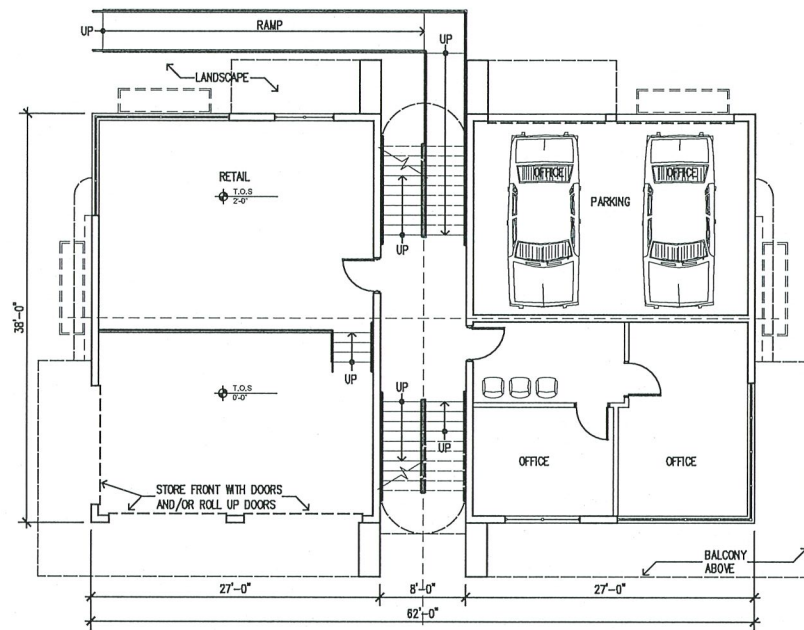 UP
RAMP
UP
LANDSCAPE
RETAIL
T.O.S
2'-0"
UP
OFFICE
OFFICE
PARKING
38'-0"
UP
T.O.S
0'-0"
UP
UP
OFFICE
OFFICE
STORE FRONT WITH DOORS
AND/OR ROLL UP DOORS
BALCONY
ABOVE
27'-0"
8'-0"
27'-0"
62'-0"